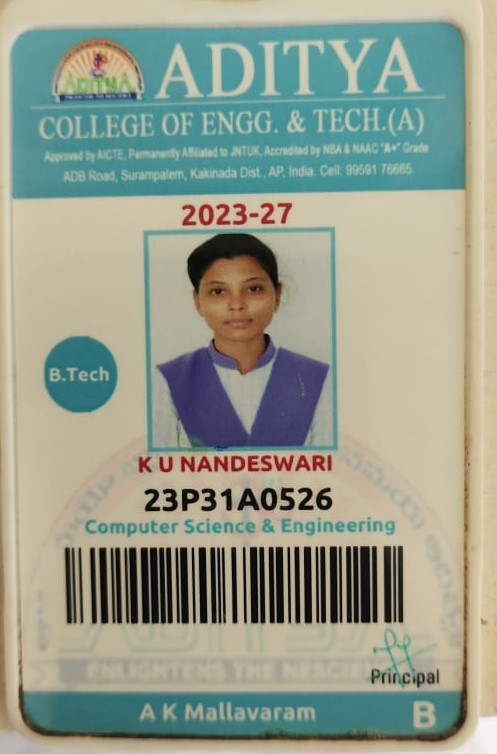 ADITYA
ADITYA
COLLEGE OF ENGG. & TECH.(A)
Approved by AICTE, Permanently Affiliated to JNTUK, Accredited by NBA & NAAC "A+" Grade
ADB Road, Surampalem, Kakinada Dist., AP, India. Cell: 99591 76665
2023-27
B.Tech
K U NANDESWARI
23P31A0526
Computer Science & Engineering
ENLIGHTENS THE NESCIENCE
Principal
A K Mallavaram
B